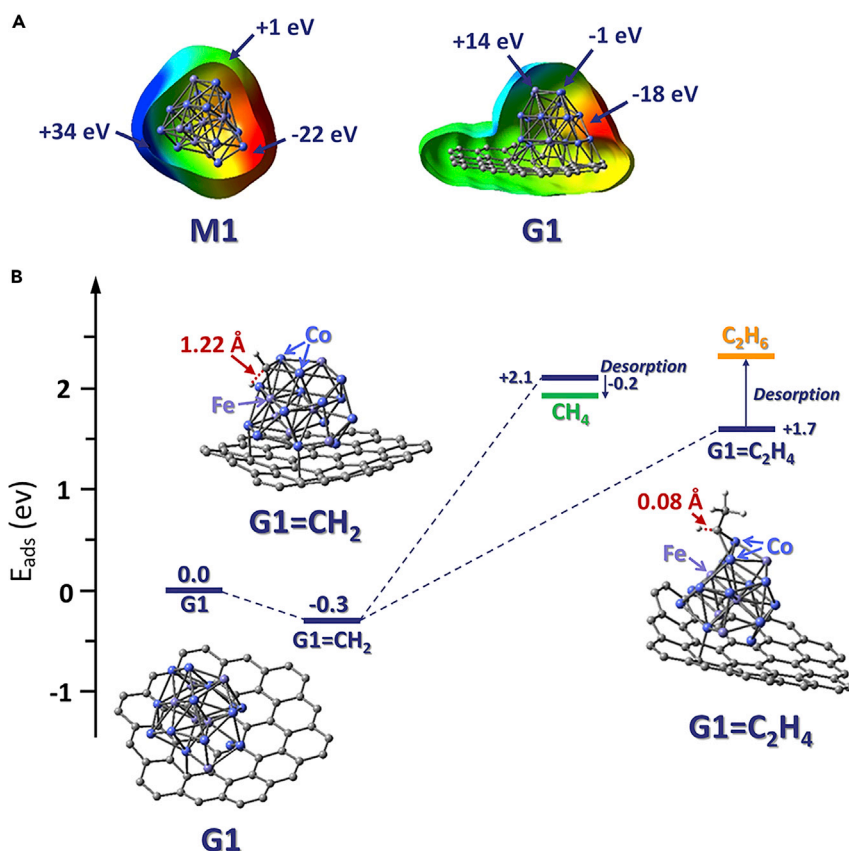 A
+1 eV
+34 eV
-22 eV
M1
+14 eV
-1 eV
-18 eV
G1
B
E_ads (ev)
2
1
0
-1
1.22 Å
Co
Fe
G1=CH₂
0.0
G1
-0.3
G1=CH₂
G1
+2.1
Desorption
-0.2
CH₄
C₂H₆
Desorption
+1.7
G1=C₂H₄
0.08 Å
Fe
Co
G1=C₂H₄